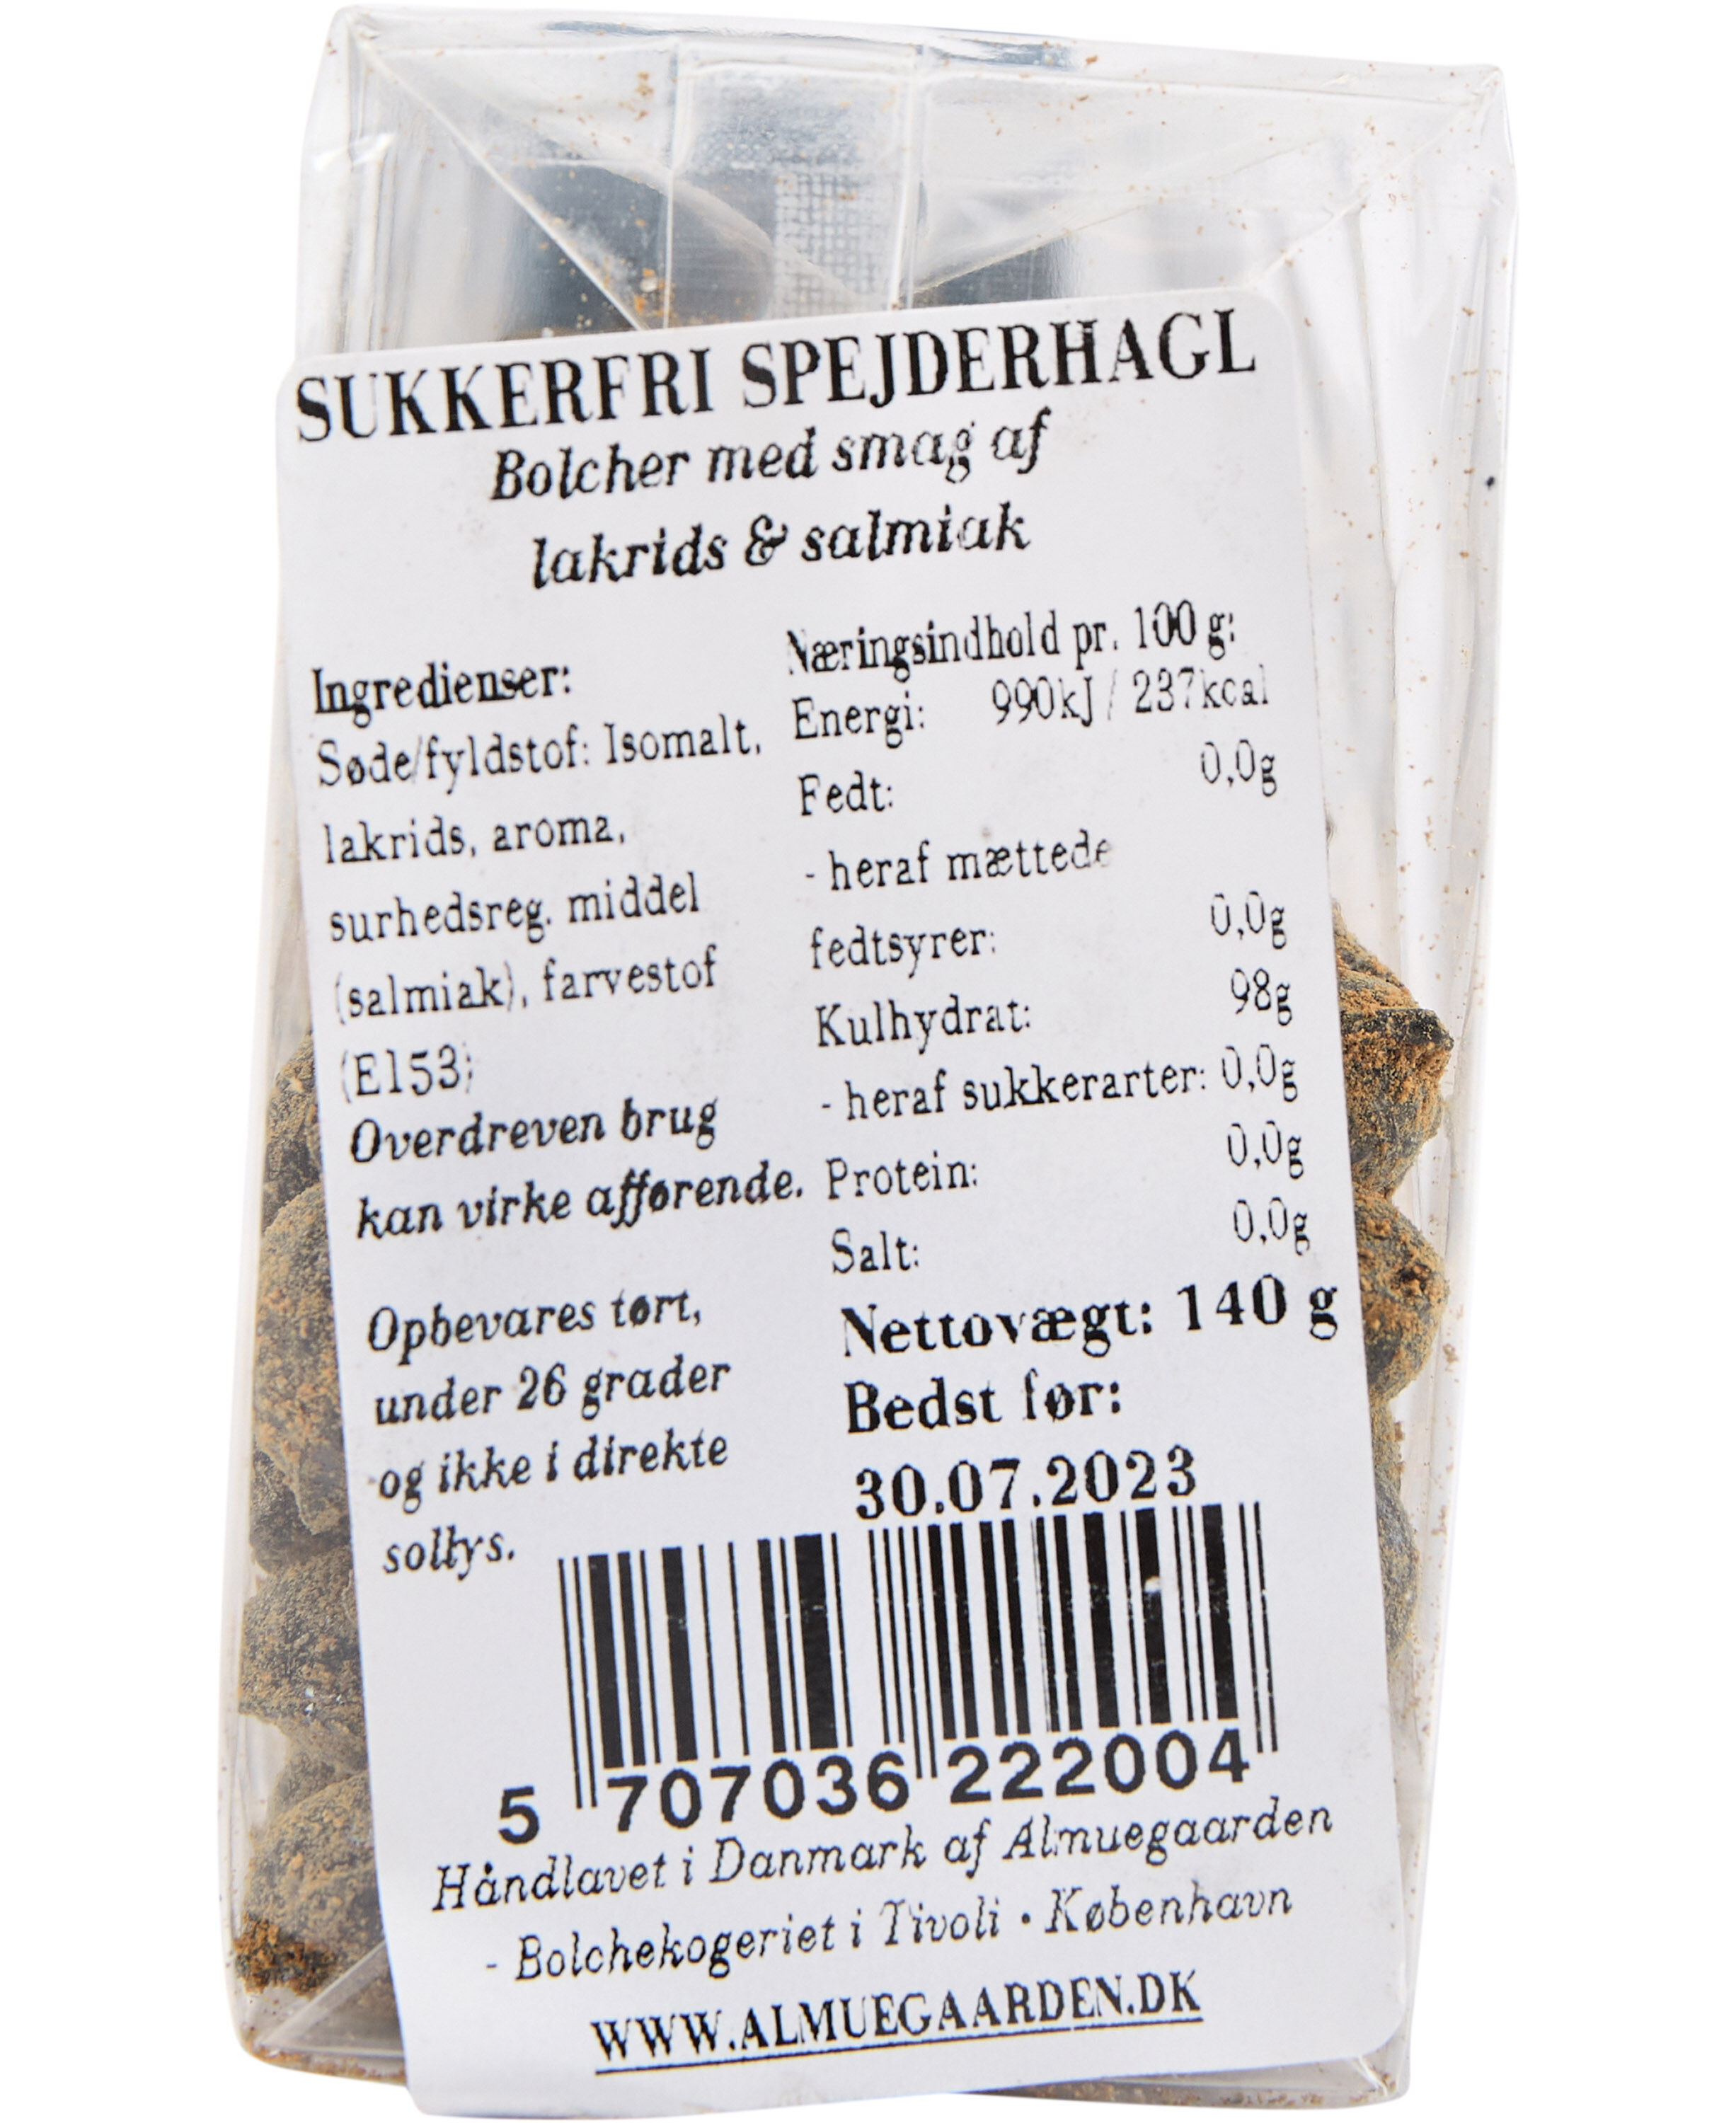 SUKKERFRI SPEJDERHAGL
Bolcher med smag af
lakrids & salmiak
Ingredienser:
Søde/fyldstof: Isomalt,
lakrids, aroma,
surhedsreg. middel
(salmiak), farvestof
(E153)
Overdreven brug
kan virke afførende.
Opbevares tørt,
under 26 grader
og ikke i direkte
sollys.
Næringsindhold pr. 100 g:
Energi: 990kJ / 237kcal
Fedt: 0,0g
- heraf mættede
fedtsyrer: 0,0g
Kulhydrat: 98g
- heraf sukkerarter: 0,0g
Protein: 0,0g
Salt: 0,0g
Nettovægt: 140 g
Bedst før:
30.07.2023
5 707036 222004
Håndlavet i Danmark af Almuegaarden
- Bolchekogeriet i Tivoli • København
WWW.ALMUEGAARDEN.DK